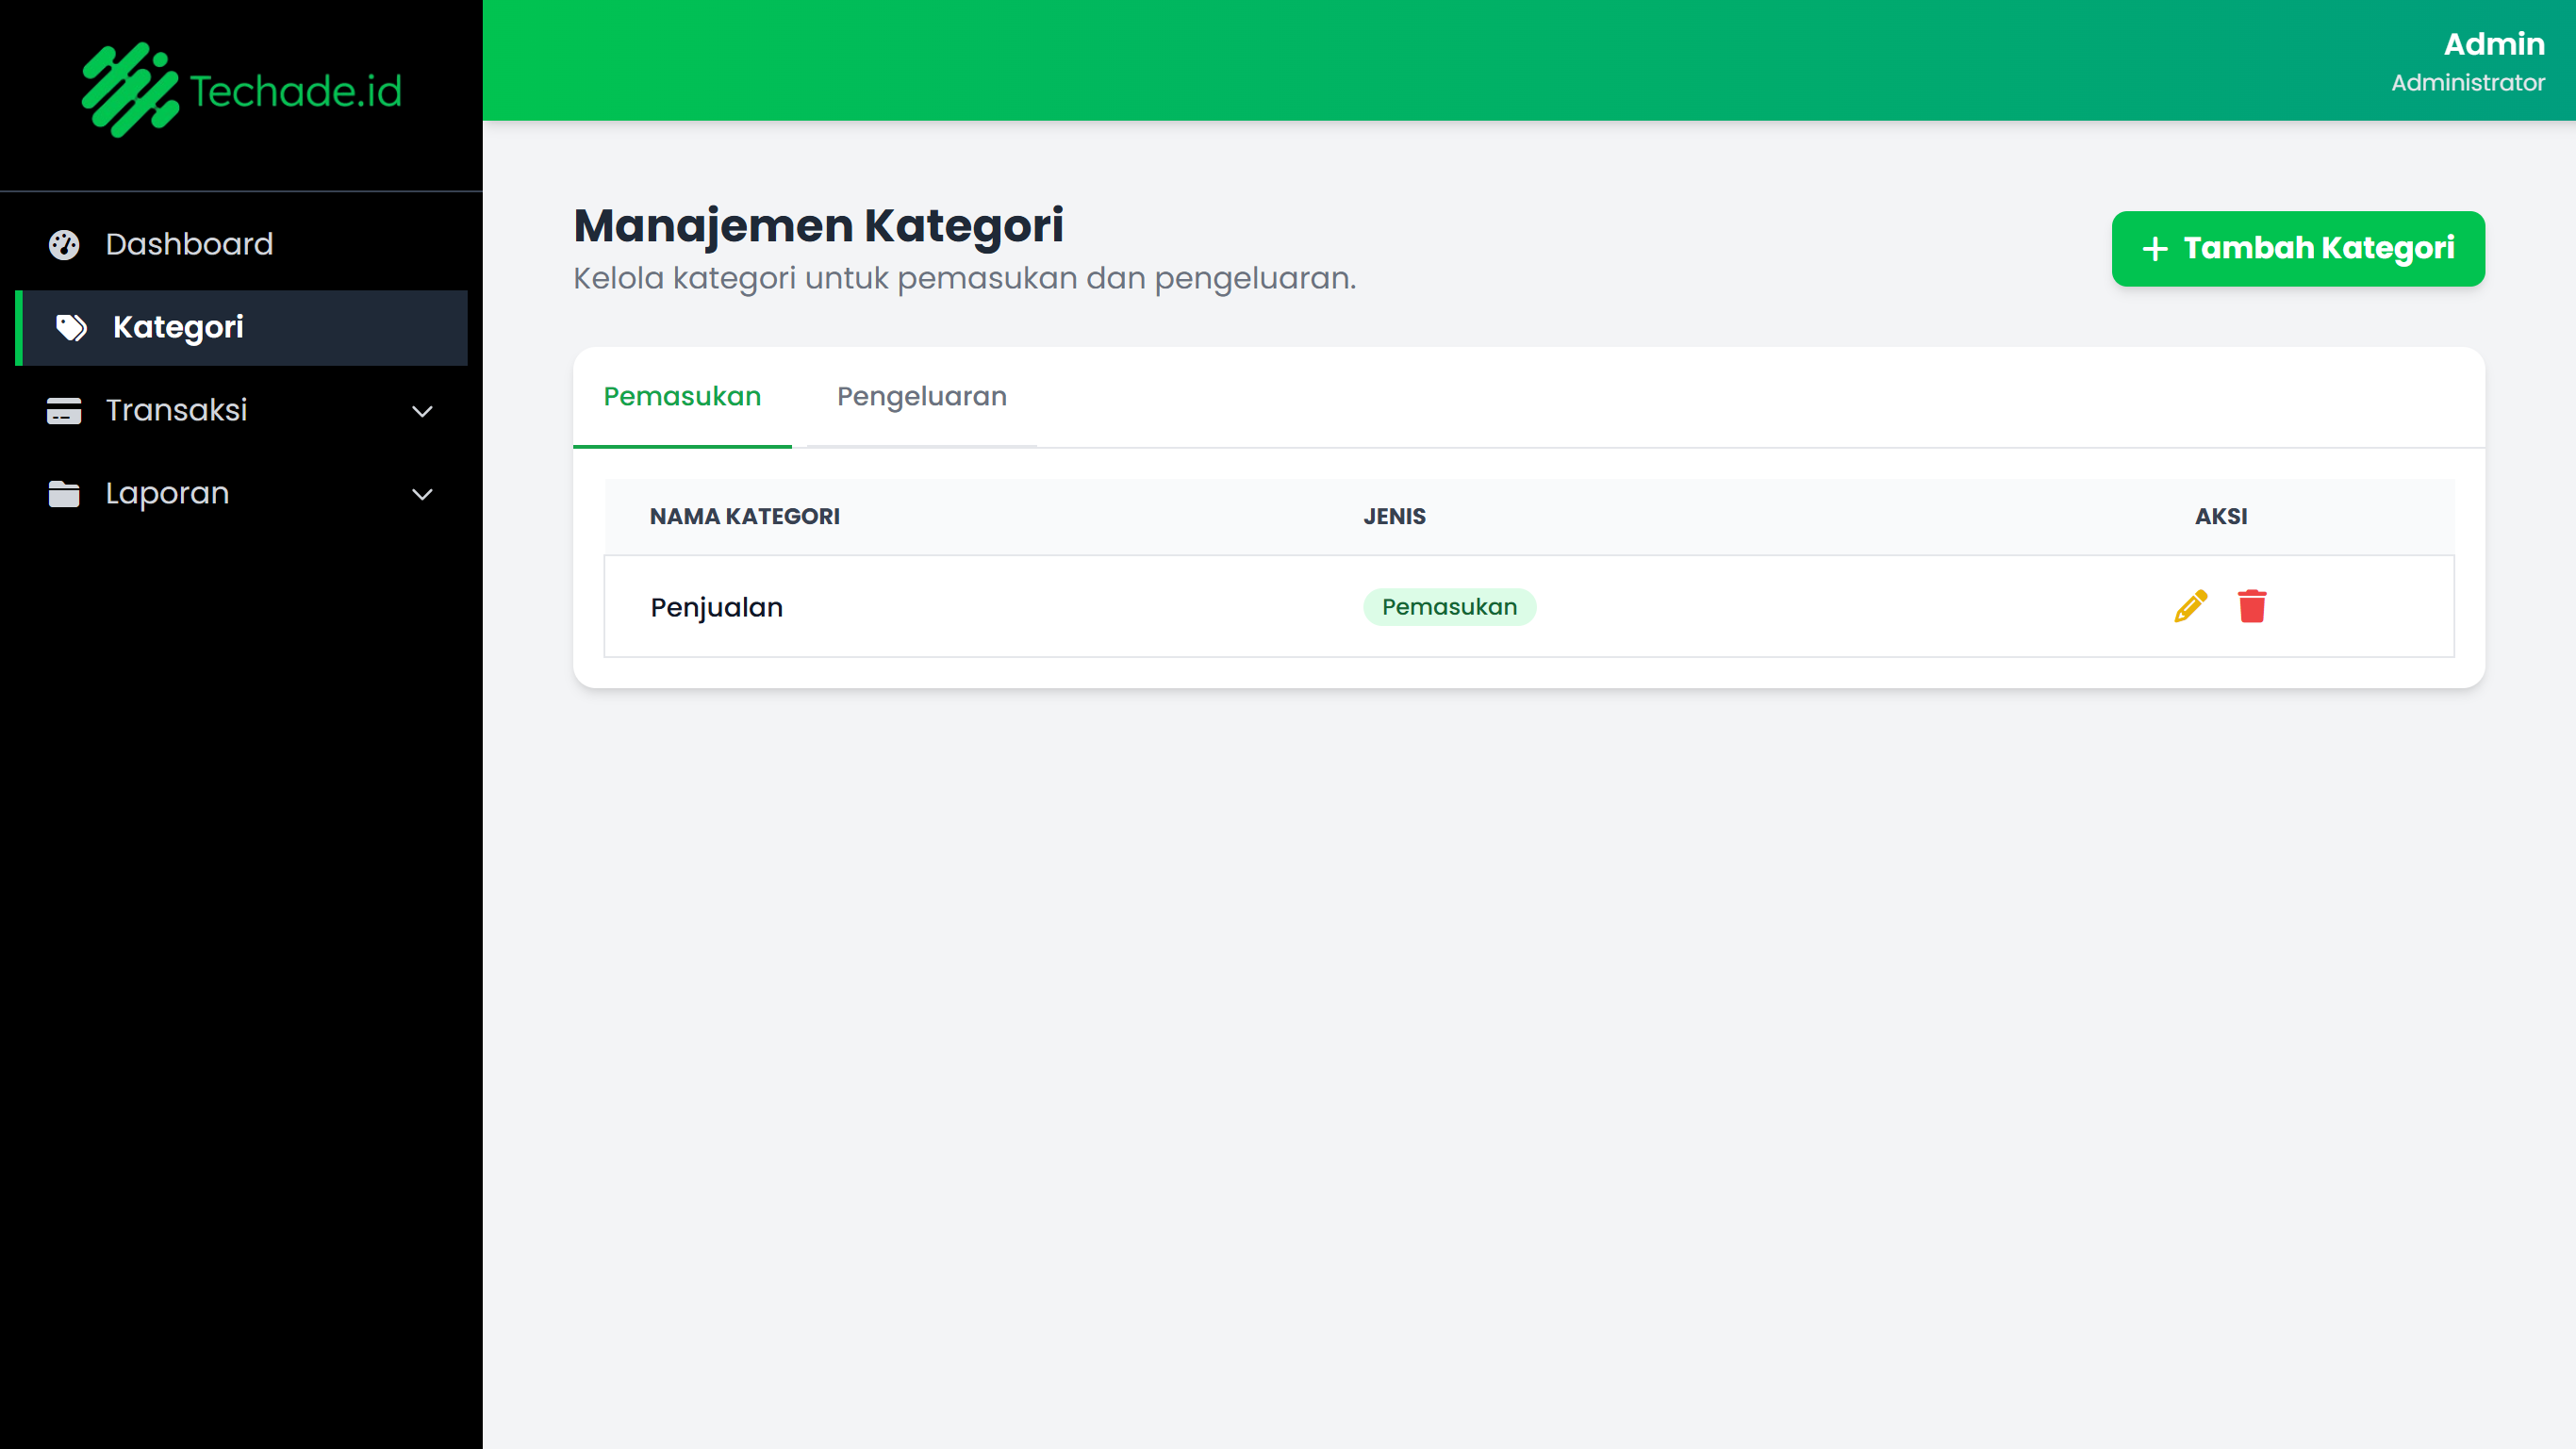 Techade.id
Admin
Administrator
Dashboard
Kategori
Transaksi
Laporan
Manajemen Kategori
Kelola kategori untuk pemasukan dan pengeluaran.
Tambah Kategori
Pemasukan Pengeluaran
NAMA KATEGORI JENIS AKSI
Penjualan Pemasukan